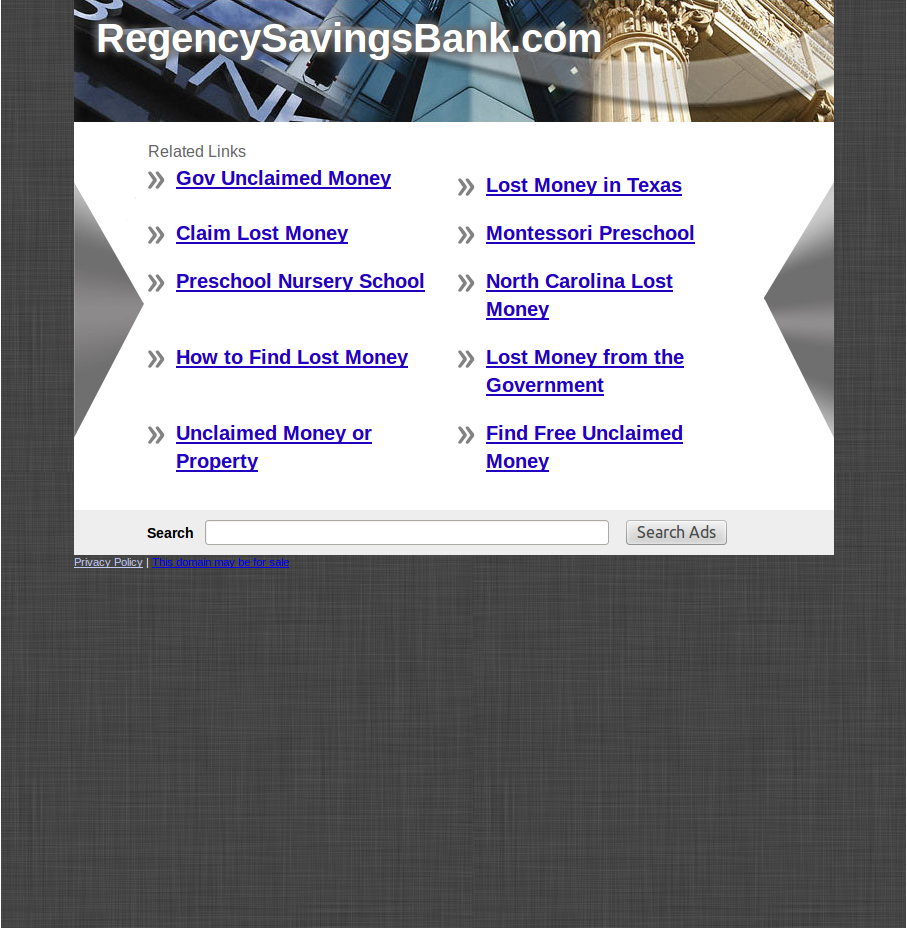 RegencySavingsBank.com
Related Links
Gov Unclaimed Money
Lost Money in Texas
Claim Lost Money
Montessori Preschool
Preschool Nursery School
North Carolina Lost
Money
How to Find Lost Money
Lost Money from the
Government
Unclaimed Money or
Property
Find Free Unclaimed
Money
Search
Search Ads
Privacy Policy | This domain may be for sale